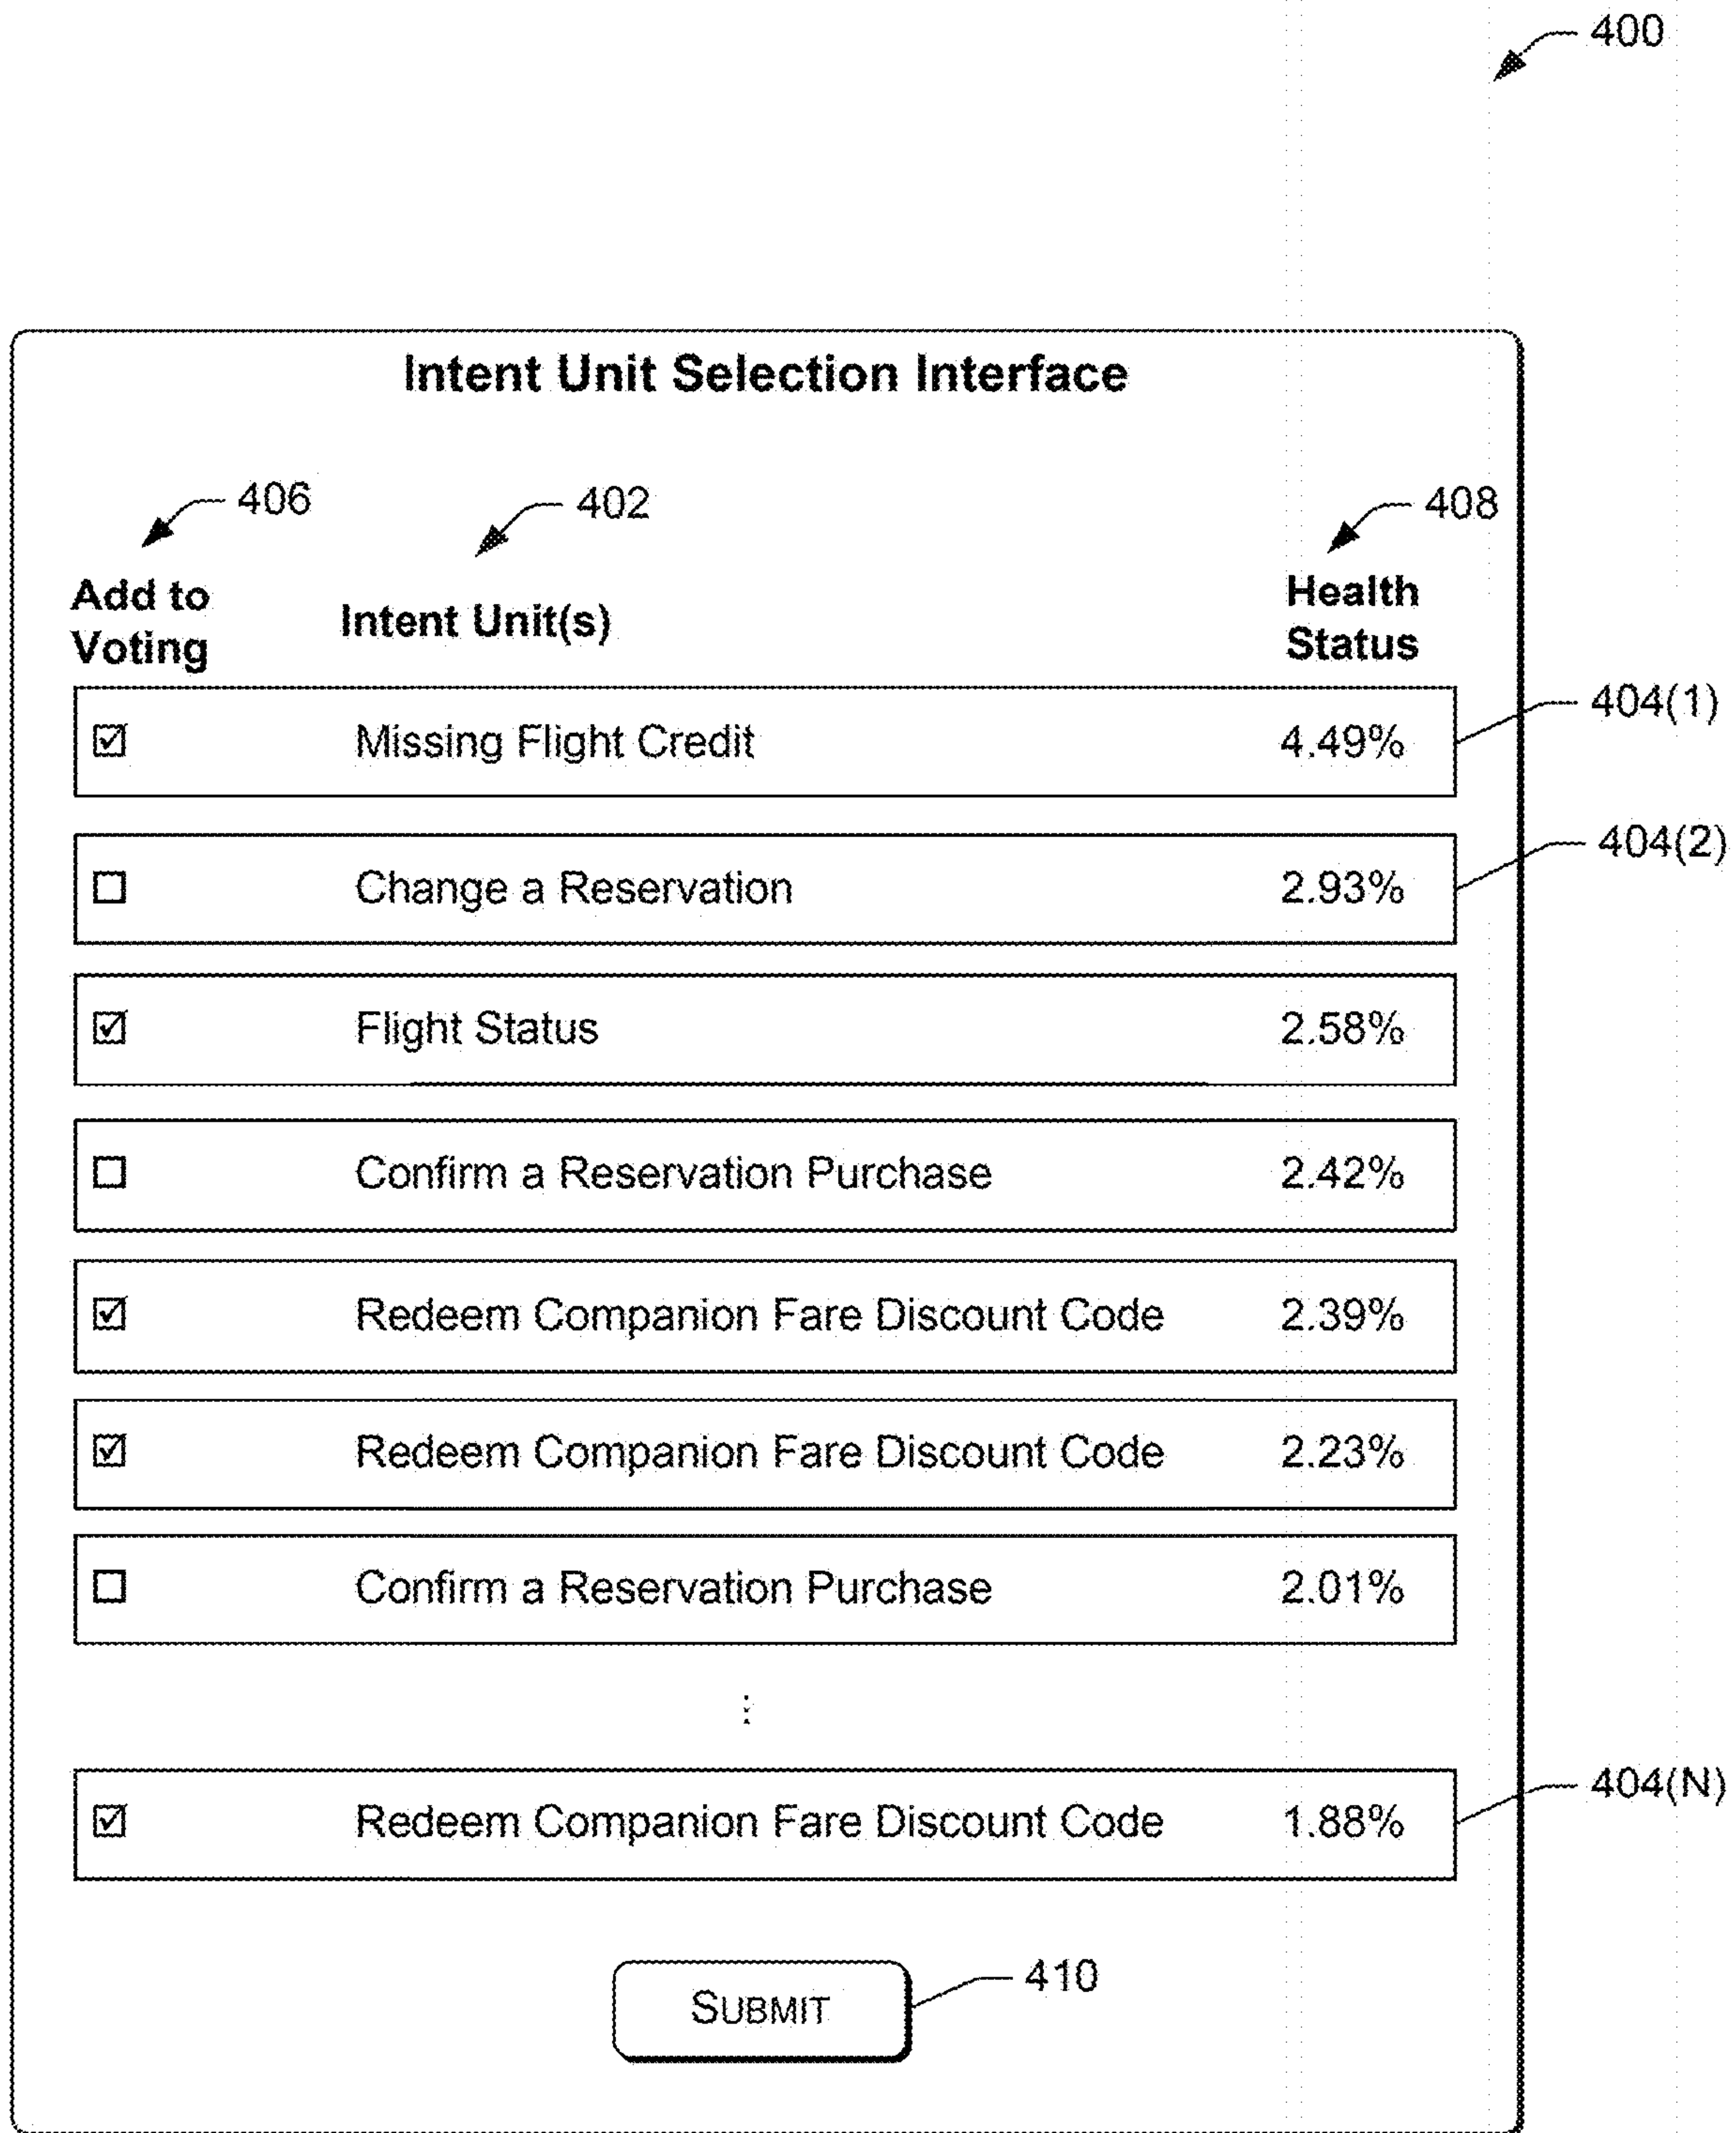 400
Intent Unit Selection Interface
406
402
408
Add to
Voting
Intent Unit(s)
Health
Status
Missing Flight Credit 4.49%
404(1)
Change a Reservation 2.93%
404(2)
Flight Status 2.58%
Confirm a Reservation Purchase 2.42%
Redeem Companion Fare Discount Code 2.39%
Redeem Companion Fare Discount Code 2.23%
Confirm a Reservation Purchase 2.01%
Redeem Companion Fare Discount Code 1.88%
404(N)
SUBMIT
410